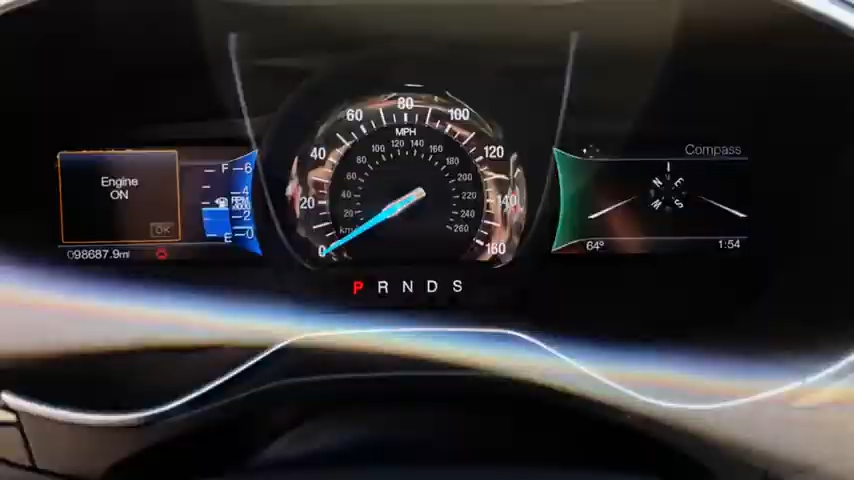 Engine
ON
OK
098687.9mi
F 6
4
RPM
x1000
2
E 0
0 20 40 60 80 100 120 140 160
MPH
20 40 60 80 100 120 140 160 180 200 220 240 260
P R N D S
Compass
N E
W S
64°
1:54